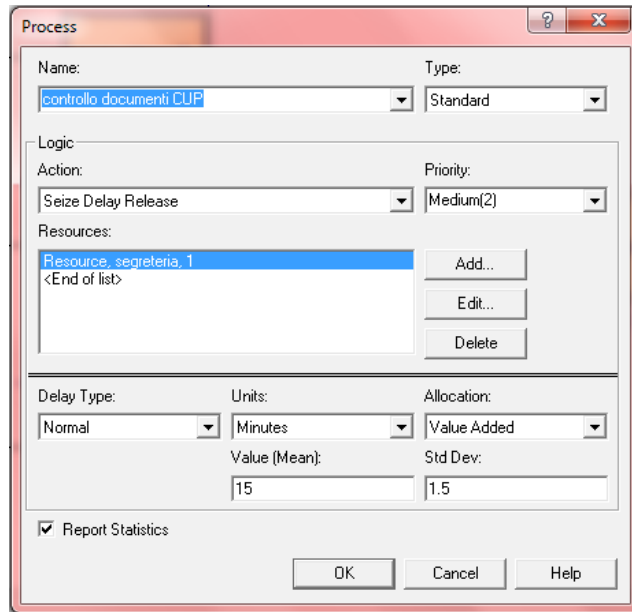 Process
Name:
Type:
controllo documenti CUP
Standard
Logic
Action:
Priority:
Seize Delay Release
Medium(2)
Resources:
Resource, segreteria, 1
<End of list>
Add...
Edit...
Delete
Delay Type:
Units:
Allocation:
Normal
Minutes
Value Added
Value (Mean):
Std Dev:
15
1.5
Report Statistics
OK
Cancel
Help